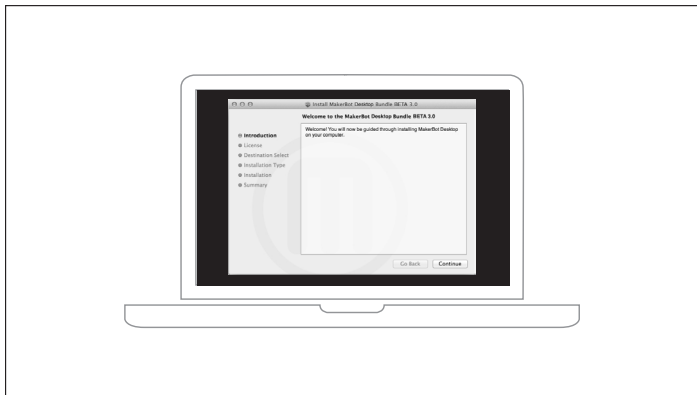 Install MakerBot Desktop Bundle BETA 3.0
Welcome to the MakerBot Desktop Bundle BETA 3.0
Introduction
License
Destination Select
Installation Type
Installation
Summary
Welcome! You will now be guided through installing MakerBot Desktop
on your computer.
Go Back
Continue